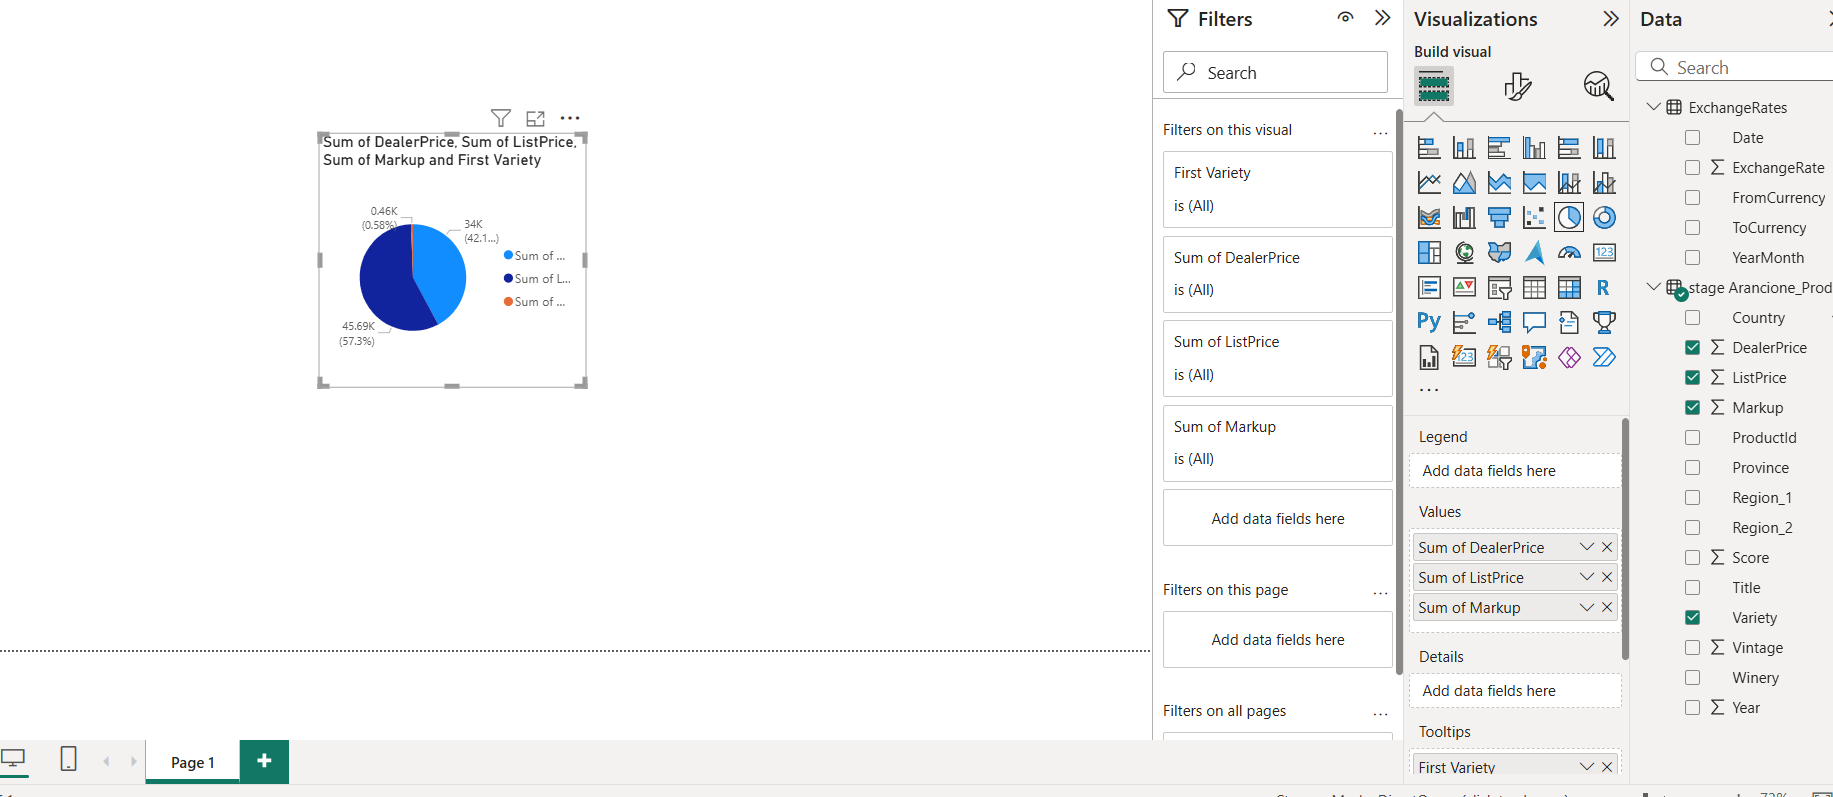 Sum of DealerPrice, Sum of ListPrice,
Sum of Markup and First Variety
0.46K
(0.58%)
34K
(42.1...)
45.69K
(57.3%)
Sum of ...
Sum of L...
Sum of ...
Page 1
Filters
Search
Filters on this visual
...
First Variety
is (All)
Sum of DealerPrice
is (All)
Sum of ListPrice
is (All)
Sum of Markup
is (All)
Add data fields here
Filters on this page
...
Add data fields here
Filters on all pages
...
Visualizations
Build visual
123
R
Py
123
...
Legend
Add data fields here
Values
Sum of DealerPrice
Sum of ListPrice
Sum of Markup
Details
Add data fields here
Tooltips
First Variety
Data
Search
ExchangeRates
Date
ExchangeRate
FromCurrency
ToCurrency
YearMonth
stage Arancione_Prod
Country
DealerPrice
ListPrice
Markup
ProductId
Province
Region_1
Region_2
Score
Title
Variety
Vintage
Winery
Year